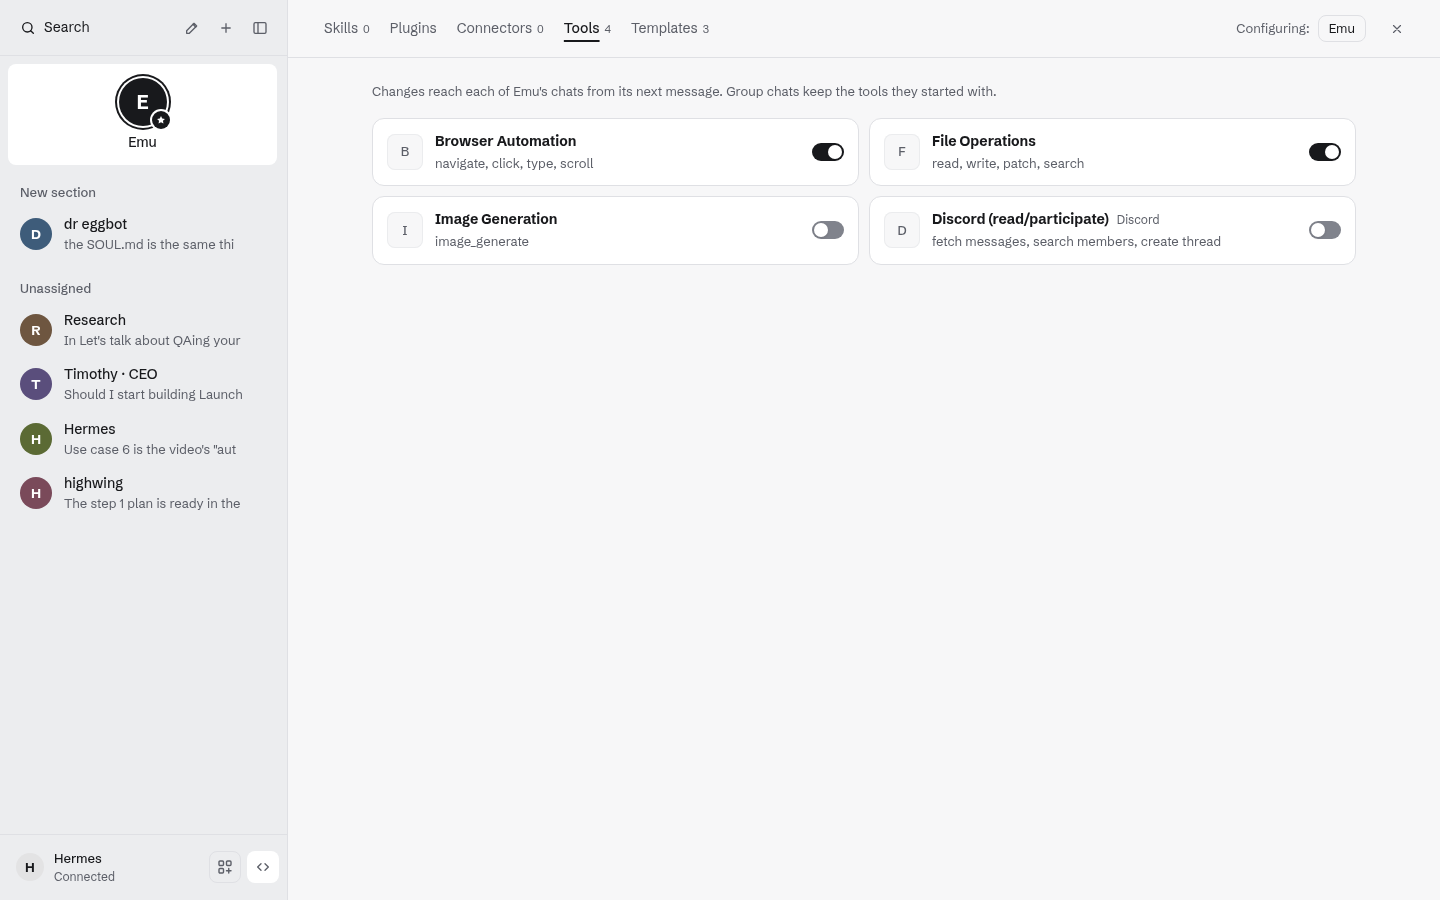 Search
E
Emu
New section
D
dr eggbot
the SOUL.md is the same thi
Unassigned
R
Research
In Let's talk about QAing your
T
Timothy · CEO
Should I start building Launch
H
Hermes
Use case 6 is the video's "aut
H
highwing
The step 1 plan is ready in the
H
Hermes
Connected
Skills 0 Plugins Connectors 0 Tools 4 Templates 3
Configuring: Emu
Changes reach each of Emu's chats from its next message. Group chats keep the tools they started with.
B
Browser Automation
navigate, click, type, scroll
F
File Operations
read, write, patch, search
I
Image Generation
image_generate
D
Discord (read/participate) Discord
fetch messages, search members, create thread